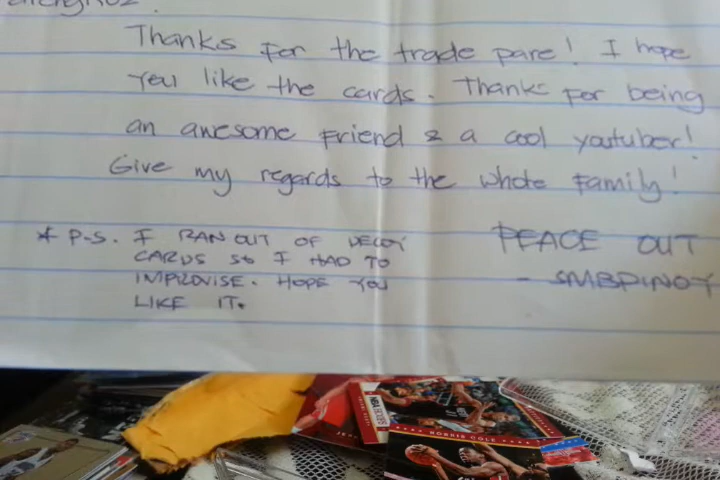 Thanks for the trade pare! I hope
you like the cards. Thanks for being
an awesome friend & a cool youtuber!
Give my regards to the whole family!
* P.S. I RAN OUT OF DECOY
CARDS SO I HAD TO
IMPROVISE. HOPE YOU
LIKE IT.
PEACE OUT
- SMBPINOY
NORRIS COLE